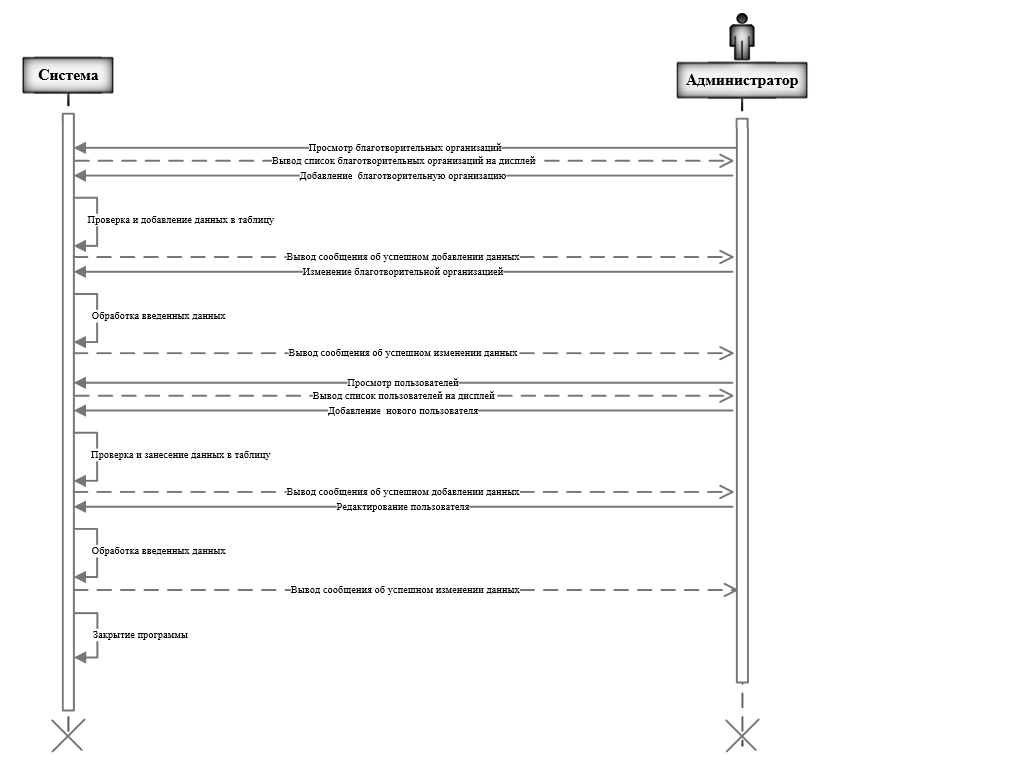 Система
Администратор
Просмотр благотворительных организаций
Вывод список благотворительных организаций на дисплей
Добавление благотворительную организацию
Проверка и добавление данных в таблицу
Вывод сообщения об успешном добавлении данных
Изменение благотворительной организацией
Обработка введенных данных
Вывод сообщения об успешном изменении данных
Просмотр пользователей
Вывод список пользователей на дисплей
Добавление нового пользователя
Проверка и занесение данных в таблицу
Вывод сообщения об успешном добавлении данных
Редактирование пользователя
Обработка введенных данных
Вывод сообщения об успешном изменении данных
Закрытие программы